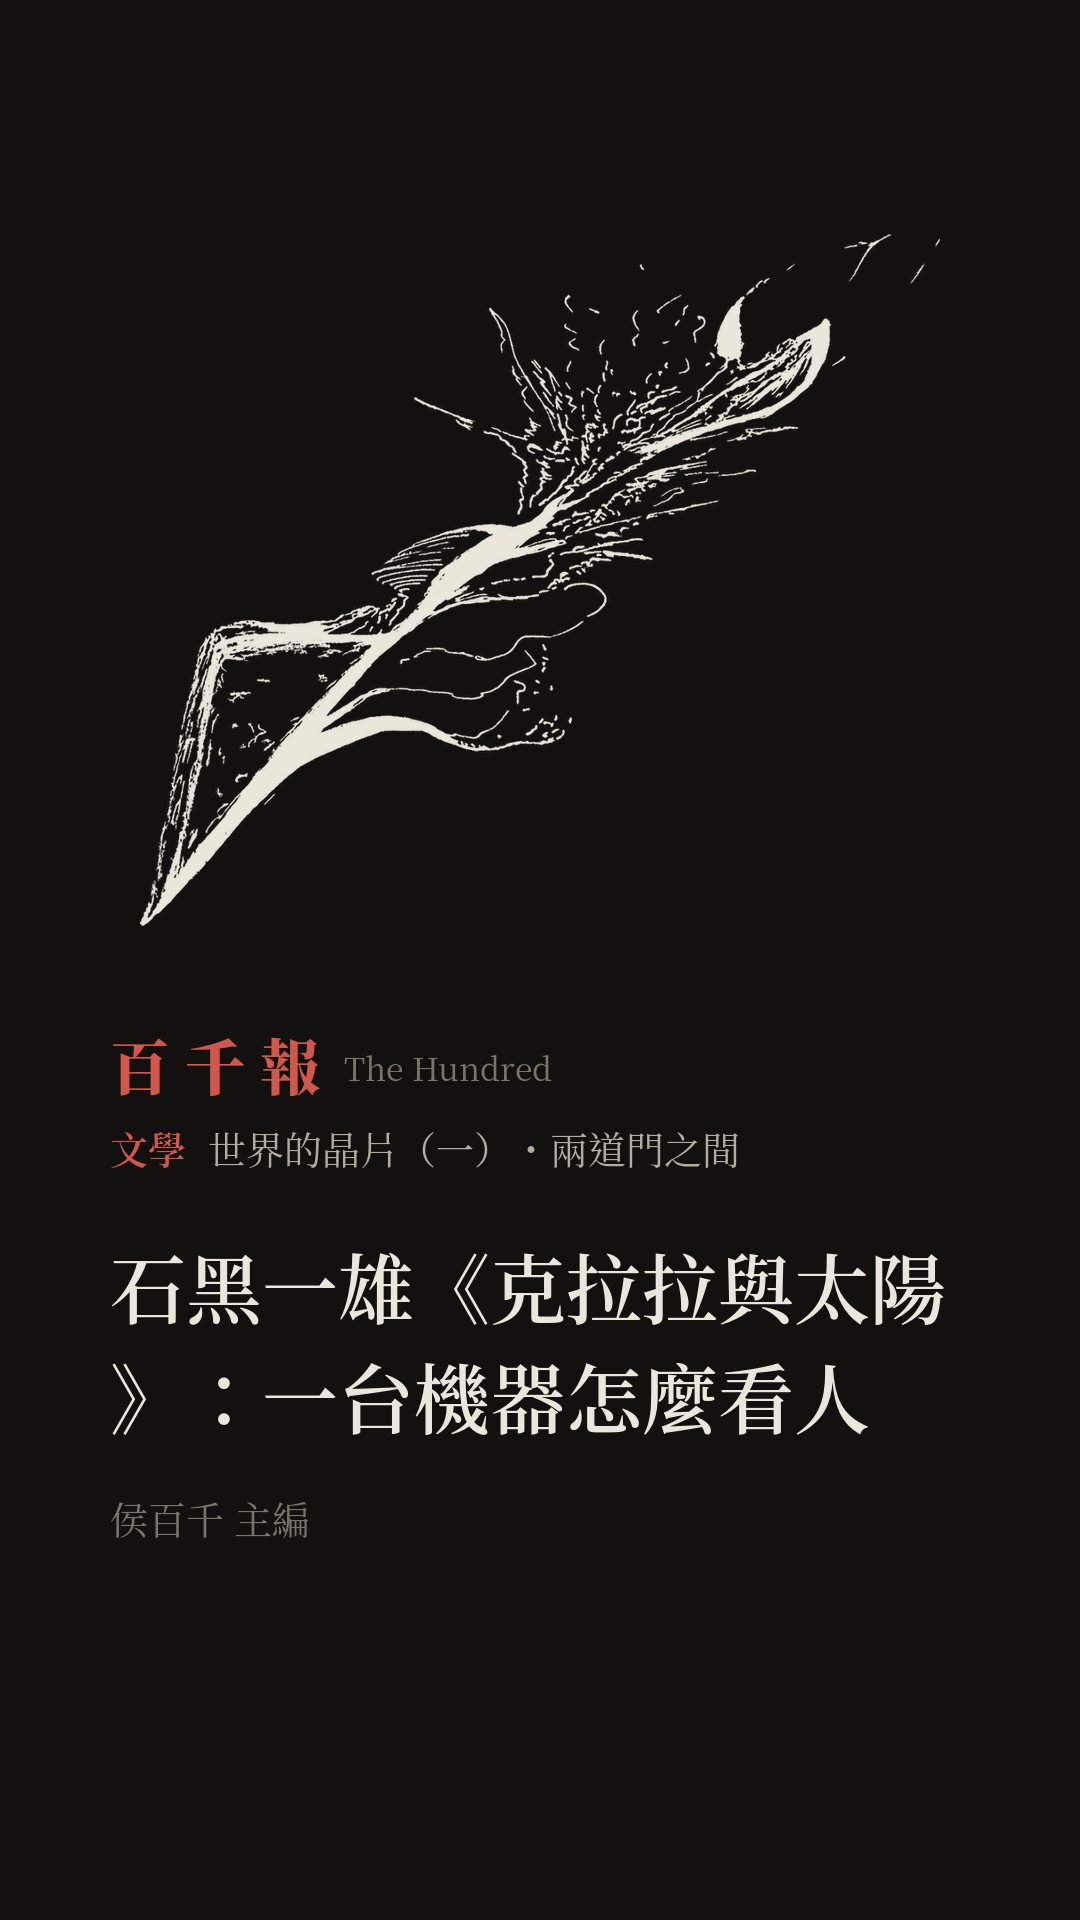 百千報 The Hundred
文學 世界的晶片（一）・兩道門之間
石黑一雄《克拉拉與太陽
》：一台機器怎麼看人
侯百千 主編